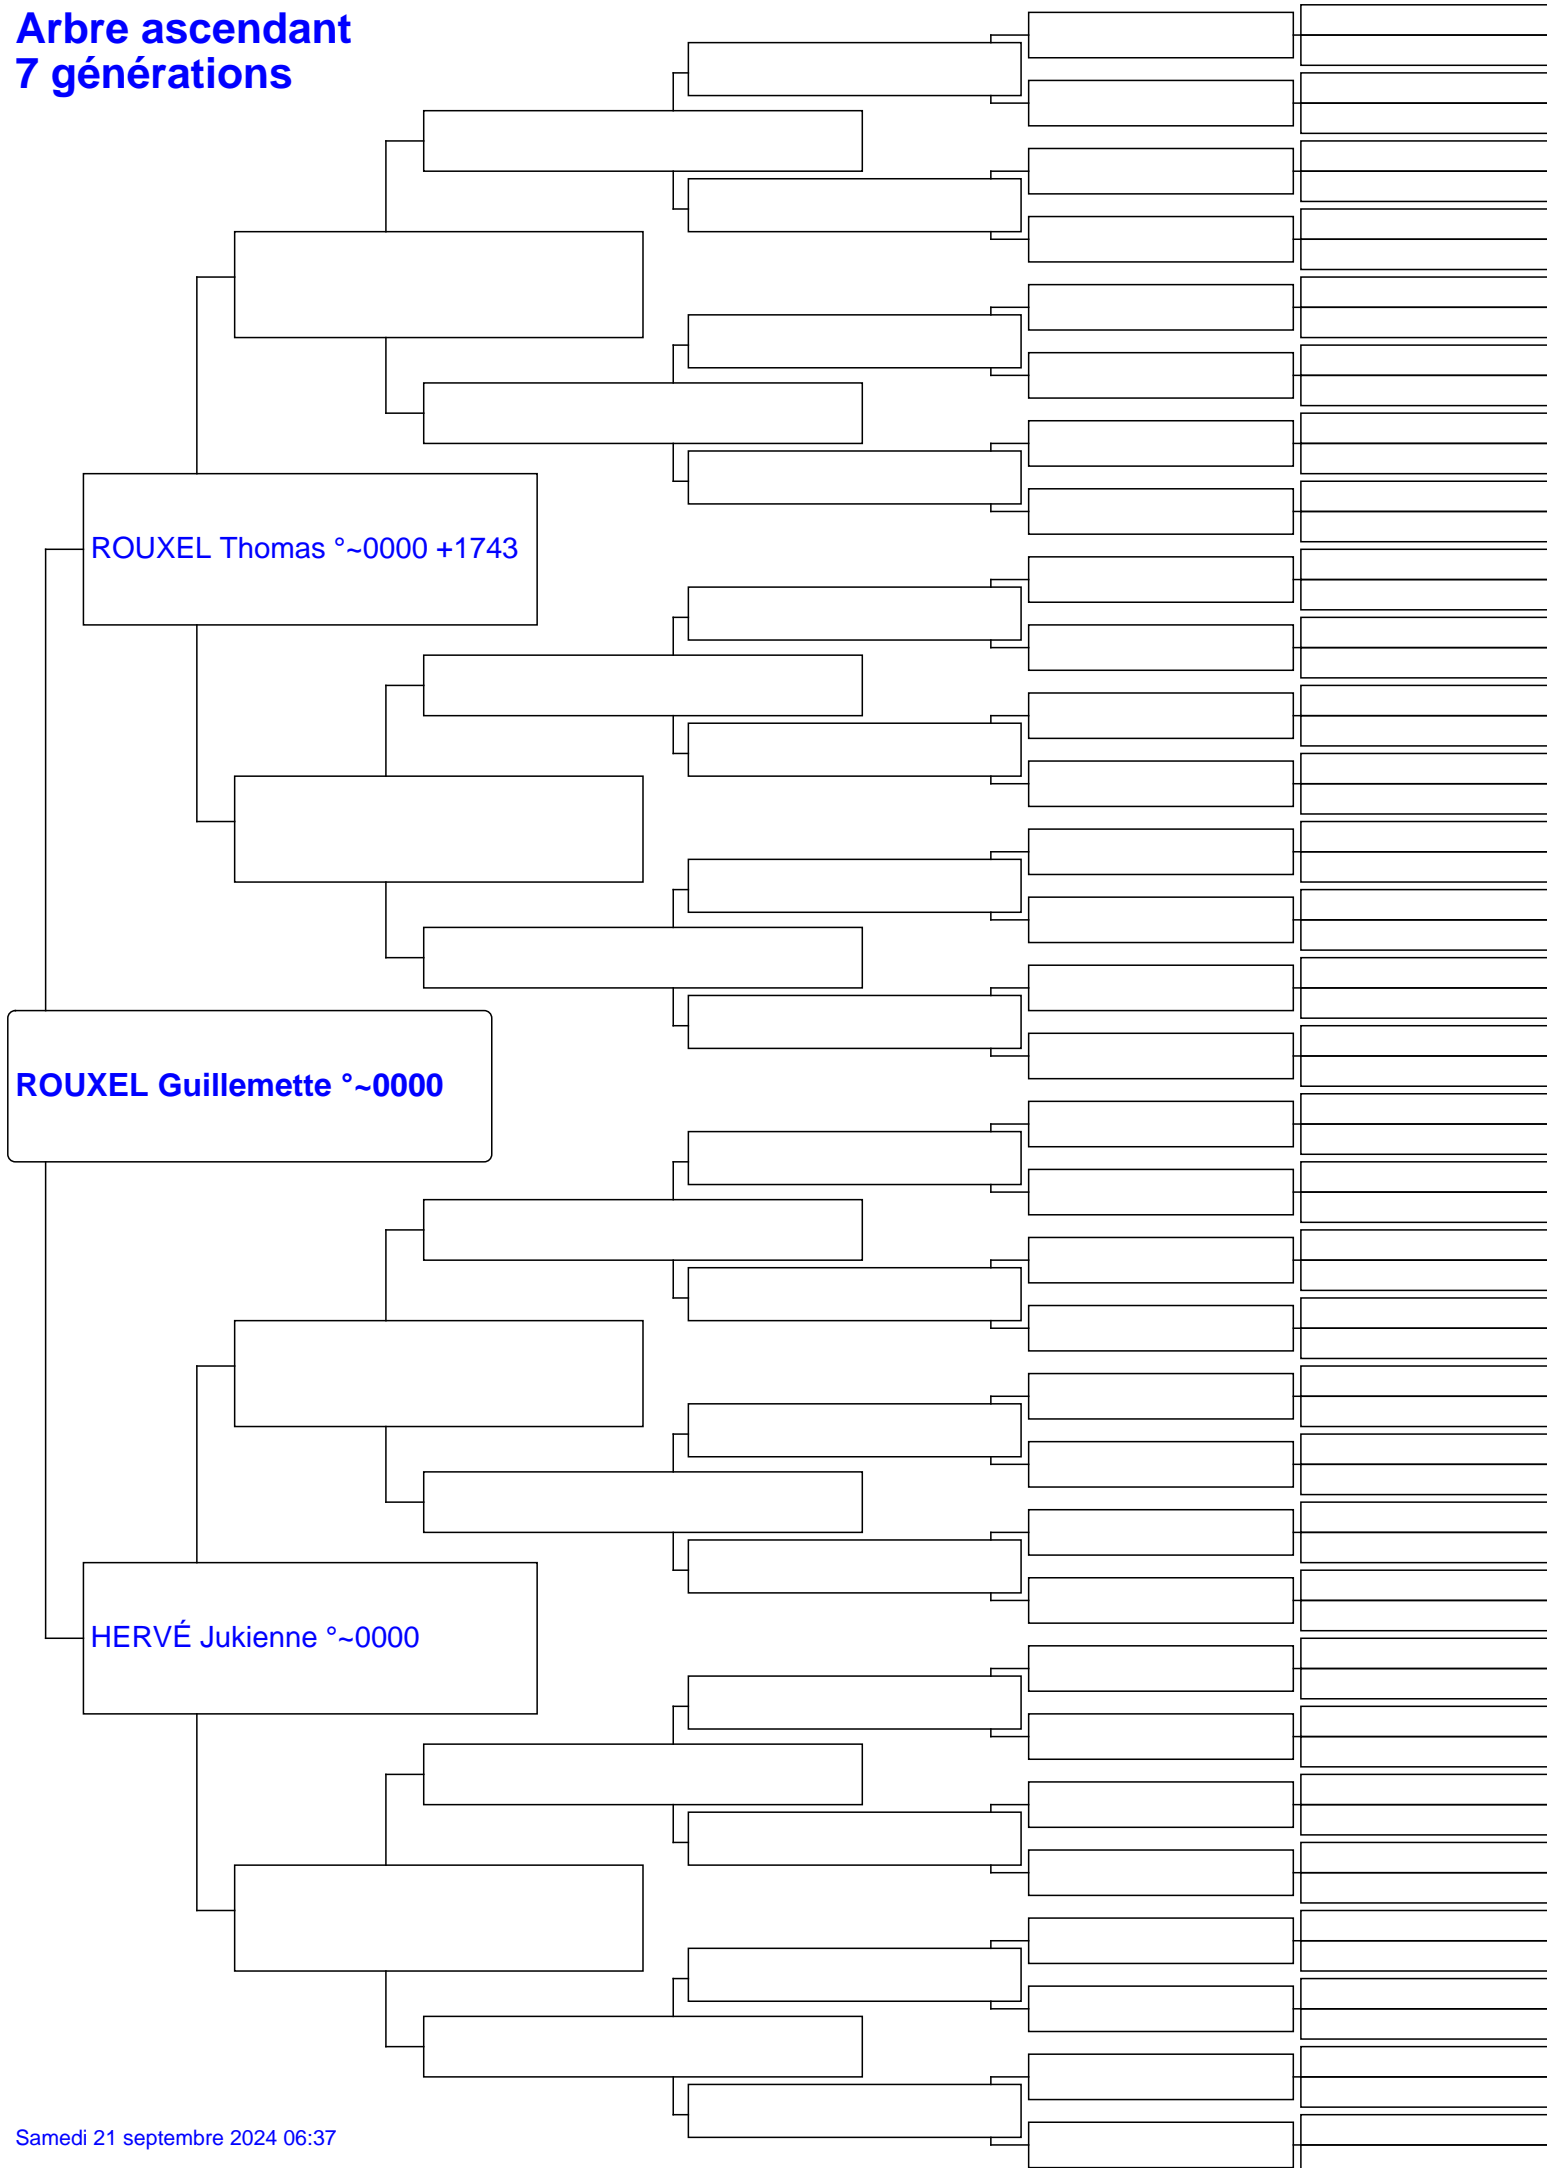 Arbre ascendant
7 générations
ROUXEL Thomas °~0000 +1743
ROUXEL Guillemette °~0000
HERVÉ Jukienne °~0000
Samedi 21 septembre 2024 06:37